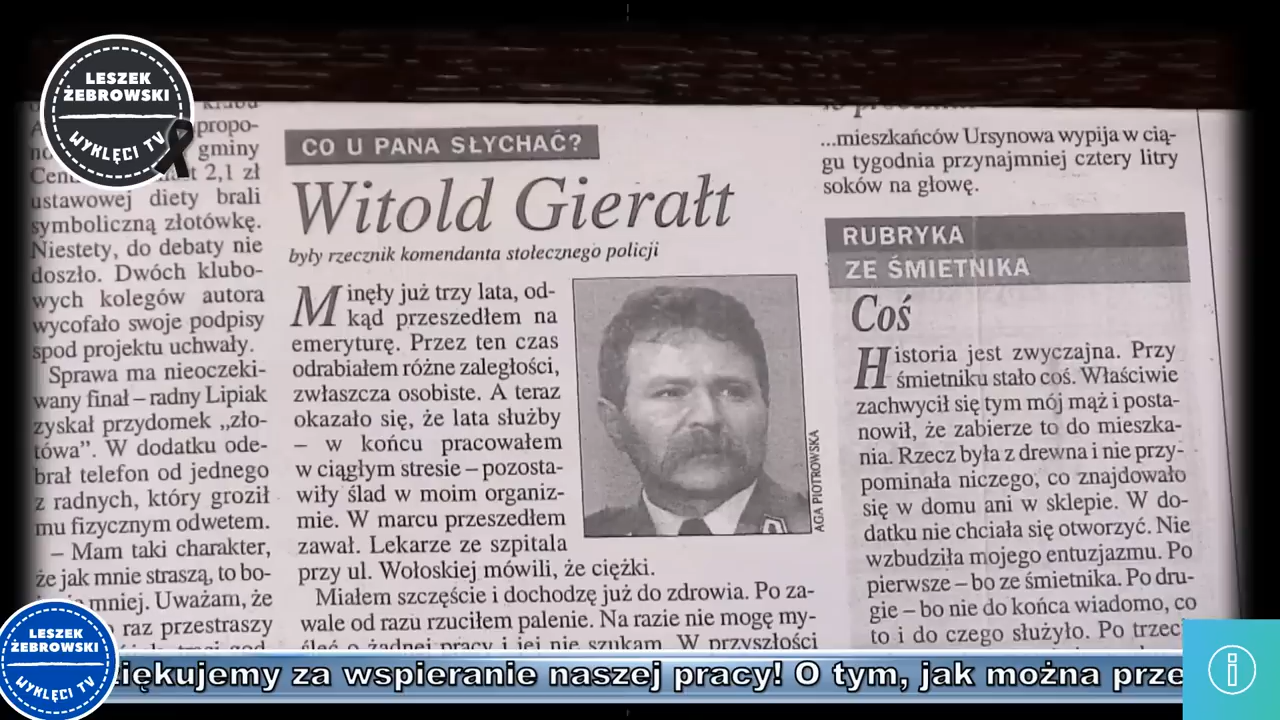 LESZEK
ŻEBROWSKI
WYKLĘCI TV
propo-
gminy
2,1 zł
ustawowej diety brali
symboliczną złotówkę.
Niestety, do debaty nie
doszło. Dwóch klubo-
wych kolegów autora
wycofało swoje podpisy
spod projektu uchwały.
Sprawa ma nieoczeki-
wany finał – radny Lipiak
zyskał przydomek „zło-
tówa”. W dodatku ode-
brał telefon od jednego
z radnych, który groził
mu fizycznym odwetem.
– Mam taki charakter,
że jak mnie straszą, to bo-
mniej. Uważam, że
raz przestraszy
CO U PANA SŁYCHAĆ?
Witold Gierałt
były rzecznik komendanta stołecznego policji
Minęły już trzy lata, od-
kąd przeszedłem na
emeryturę. Przez ten czas
odrabiałem różne zaległości,
zwłaszcza osobiste. A teraz
okazało się, że lata służby
– w końcu pracowałem
w ciągłym stresie – pozosta-
wiły ślad w moim organiz-
mie. W marcu przeszedłem
zawał. Lekarze ze szpitala
przy ul. Wołoskiej mówili, że ciężki.
Miałem szczęście i dochodzę już do zdrowia. Po za-
wale od razu rzuciłem palenie. Na razie nie mogę my-
śleć o żadnej pracy i jej nie szukam. W przyszłości
AGA PIOTROWSKA
...mieszkańców Ursynowa wypija w cią-
gu tygodnia przynajmniej cztery litry
soków na głowę.
RUBRYKA
ZE ŚMIETNIKA
Coś
Historia jest zwyczajna. Przy
śmietniku stało coś. Właściwie
zachwycił się tym mój mąż i posta-
nowił, że zabierze to do mieszka-
nia. Rzecz była z drewna i nie przy-
pominała niczego, co znajdowało
się w domu ani w sklepie. W do-
datku nie chciała się otworzyć. Nie
wzbudziła mojego entuzjazmu. Po
pierwsze – bo ze śmietnika. Po dru-
gie – bo nie do końca wiadomo, co
to i do czego służyło. Po trzeci
LESZEK
ŻEBROWSKI
WYKLĘCI TV
iękujemy za wspieranie naszej pracy! O tym, jak można prze